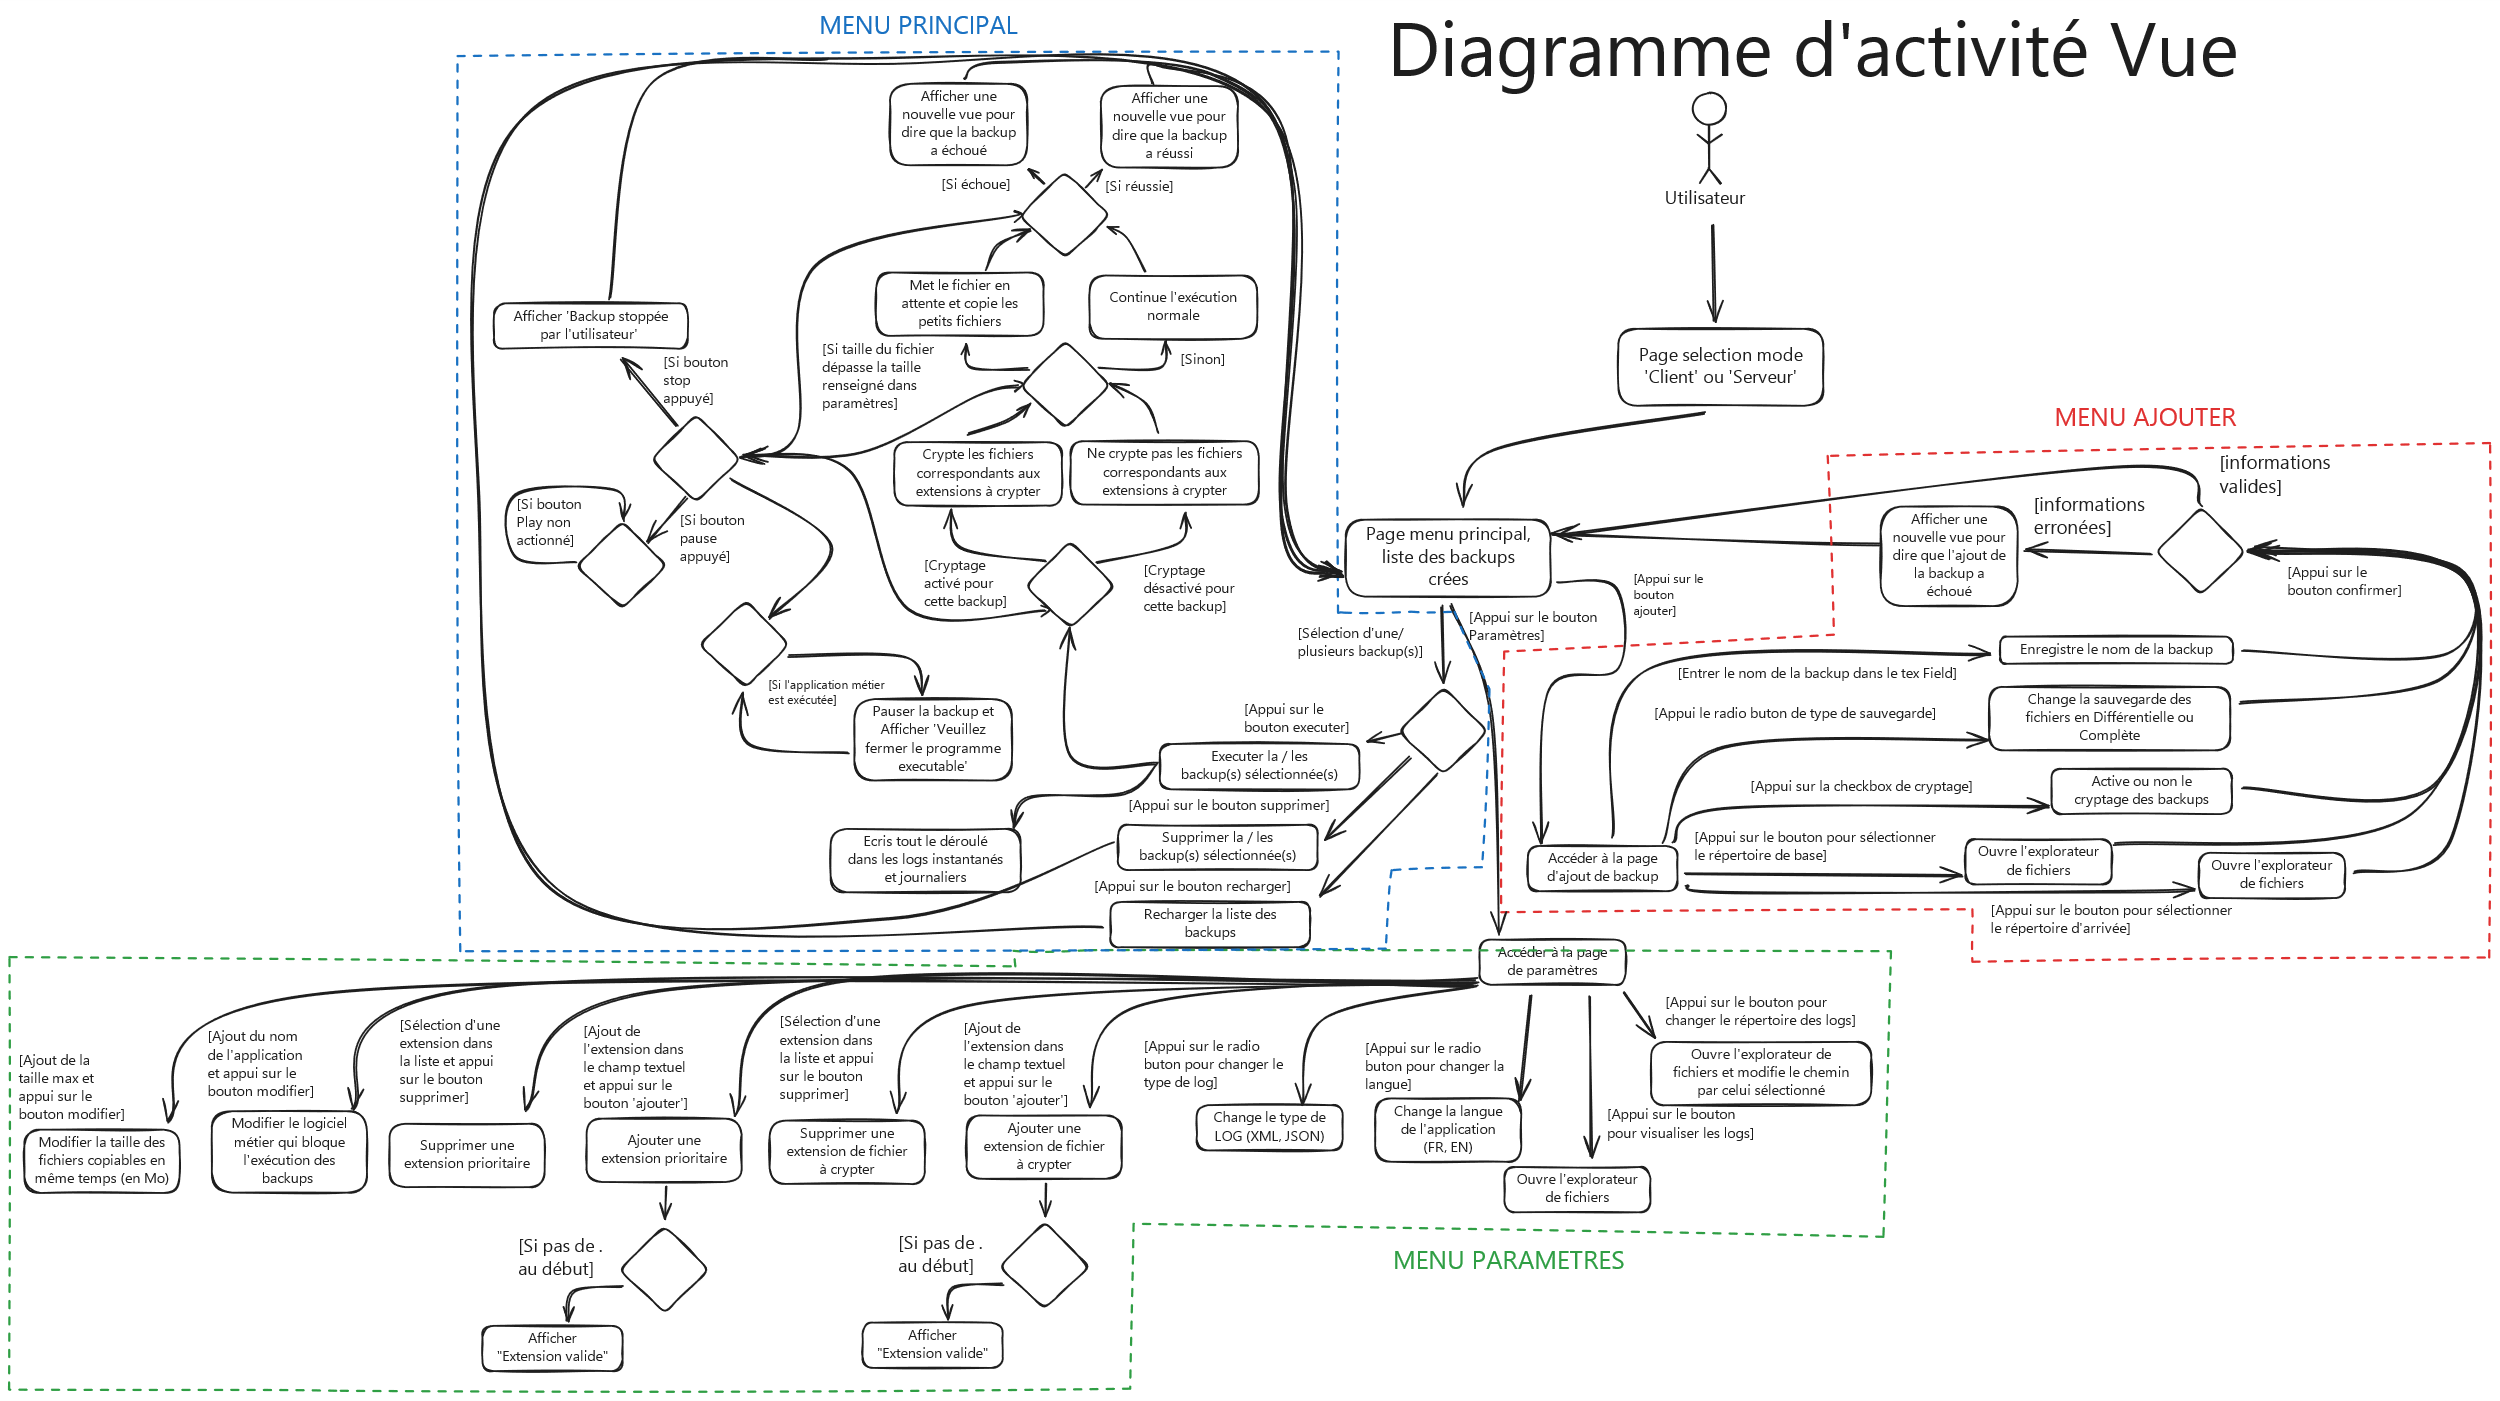 Diagramme d'activité Vue
Utilisateur
Page selection mode
'Client' ou 'Serveur'
MENU PRINCIPAL
Afficher une
nouvelle vue pour
dire que la backup
a échoué
Afficher une
nouvelle vue pour
dire que la backup
a réussi
[Si échoue]
[Si réussie]
Met le fichier en
attente et copie les
petits fichiers
Continue l'exécution
normale
Afficher 'Backup stoppée
par l'utilisateur'
[Si bouton
stop
appuyé]
[Si taille du fichier
dépasse la taille
renseigné dans
paramètres]
[Sinon]
Crypte les fichiers
correspondants aux
extensions à crypter
Ne crypte pas les fichiers
correspondants aux
extensions à crypter
[Si bouton
Play non
actionné]
[Si bouton
pause
appuyé]
[Cryptage
activé pour
cette backup]
[Cryptage
désactivé pour
cette backup]
[Si l'application métier
est exécutée]
Pauser la backup et
Afficher 'Veuillez
fermer le programme
executable'
Page menu principal,
liste des backups
crées
[Sélection d'une/
plusieurs backup(s)]
[Appui sur le bouton
Paramètres]
[Appui sur le
bouton
ajouter]
[Appui sur le
bouton executer]
Executer la / les
backup(s) sélectionnée(s)
[Appui sur le bouton supprimer]
Ecris tout le déroulé
dans les logs instantanés
et journaliers
Supprimer la / les
backup(s) sélectionnée(s)
[Appui sur le bouton recharger]
Recharger la liste des
backups
MENU AJOUTER
[informations
valides]
[informations
erronées]
Afficher une
nouvelle vue pour
dire que l'ajout de
la backup a
échoué
[Appui sur le
bouton confirmer]
Enregistre le nom de la backup
[Entrer le nom de la backup dans le tex Field]
Change la sauvegarde des
fichiers en Différentielle ou
Complète
[Appui le radio buton de type de sauvegarde]
Active ou non le
cryptage des backups
[Appui sur la checkbox de cryptage]
[Appui sur le bouton pour sélectionner
le répertoire de base]
Accéder à la page
d'ajout de backup
Ouvre l'explorateur
de fichiers
Ouvre l'explorateur
de fichiers
[Appui sur le bouton pour sélectionner
le répertoire d'arrivée]
Accéder à la page
de paramètres
[Ajout de la
taille max et
appui sur le
bouton modifier]
[Ajout du nom
de l'application
et appui sur le
bouton modifier]
[Sélection d'une
extension dans
la liste et appui
sur le bouton
supprimer]
[Ajout de
l'extension dans
le champ textuel
et appui sur le
bouton 'ajouter']
[Sélection d'une
extension dans
la liste et appui
sur le bouton
supprimer]
[Ajout de
l'extension dans
le champ textuel
et appui sur le
bouton 'ajouter']
[Appui sur le radio
buton pour changer le
type de log]
[Appui sur le radio
buton pour changer la
langue]
[Appui sur le bouton pour
changer le répertoire des logs]
Ouvre l'explorateur de
fichiers et modifie le chemin
par celui sélectionné
[Appui sur le bouton
pour visualiser les logs]
Modifier la taille des
fichiers copiables en
même temps (en Mo)
Modifier le logiciel
métier qui bloque
l'exécution des
backups
Supprimer une
extension prioritaire
Ajouter une
extension prioritaire
Supprimer une
extension de fichier
à crypter
Ajouter une
extension de fichier
à crypter
Change le type de
LOG (XML, JSON)
Change la langue
de l'application
(FR, EN)
Ouvre l'explorateur
de fichiers
[Si pas de .
au début]
[Si pas de .
au début]
Afficher
"Extension valide"
Afficher
"Extension valide"
MENU PARAMETRES